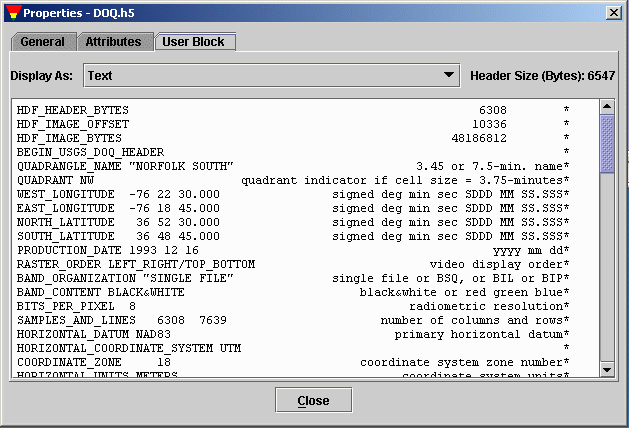 Properties - DOQ.h5
General Attributes User Block
Display As: Text Header Size (Bytes): 6547
HDF_HEADER_BYTES 6308 *
HDF_IMAGE_OFFSET 10336 *
HDF_IMAGE_BYTES 48186812 *
BEGIN_USGS_DOQ_HEADER *
QUADRANGLE_NAME "NORFOLK SOUTH" 3.45 or 7.5-min. name*
QUADRANT NW quadrant indicator if cell size = 3.75-minutes*
WEST_LONGITUDE -76 22 30.000 signed deg min sec SDDD MM SS.SSS*
EAST_LONGITUDE -76 18 45.000 signed deg min sec SDDD MM SS.SSS*
NORTH_LATITUDE 36 52 30.000 signed deg min sec SDDD MM SS.SSS*
SOUTH_LATITUDE 36 48 45.000 signed deg min sec SDDD MM SS.SSS*
PRODUCTION_DATE 1993 12 16 yyyy mm dd*
RASTER_ORDER LEFT_RIGHT/TOP_BOTTOM video display order*
BAND_ORGANIZATION "SINGLE FILE" single file or BSQ, or BIL or BIP*
BAND_CONTENT BLACK&WHITE black&white or red green blue*
BITS_PER_PIXEL 8 radiometric resolution*
SAMPLES_AND_LINES 6308 7639 number of columns and rows*
HORIZONTAL_DATUM NAD83 primary horizontal datum*
HORIZONTAL_COORDINATE_SYSTEM UTM *
COORDINATE_ZONE 18 coordinate system zone number*
HORIZONTAL_UNITS METERS coordinate system units*
Close